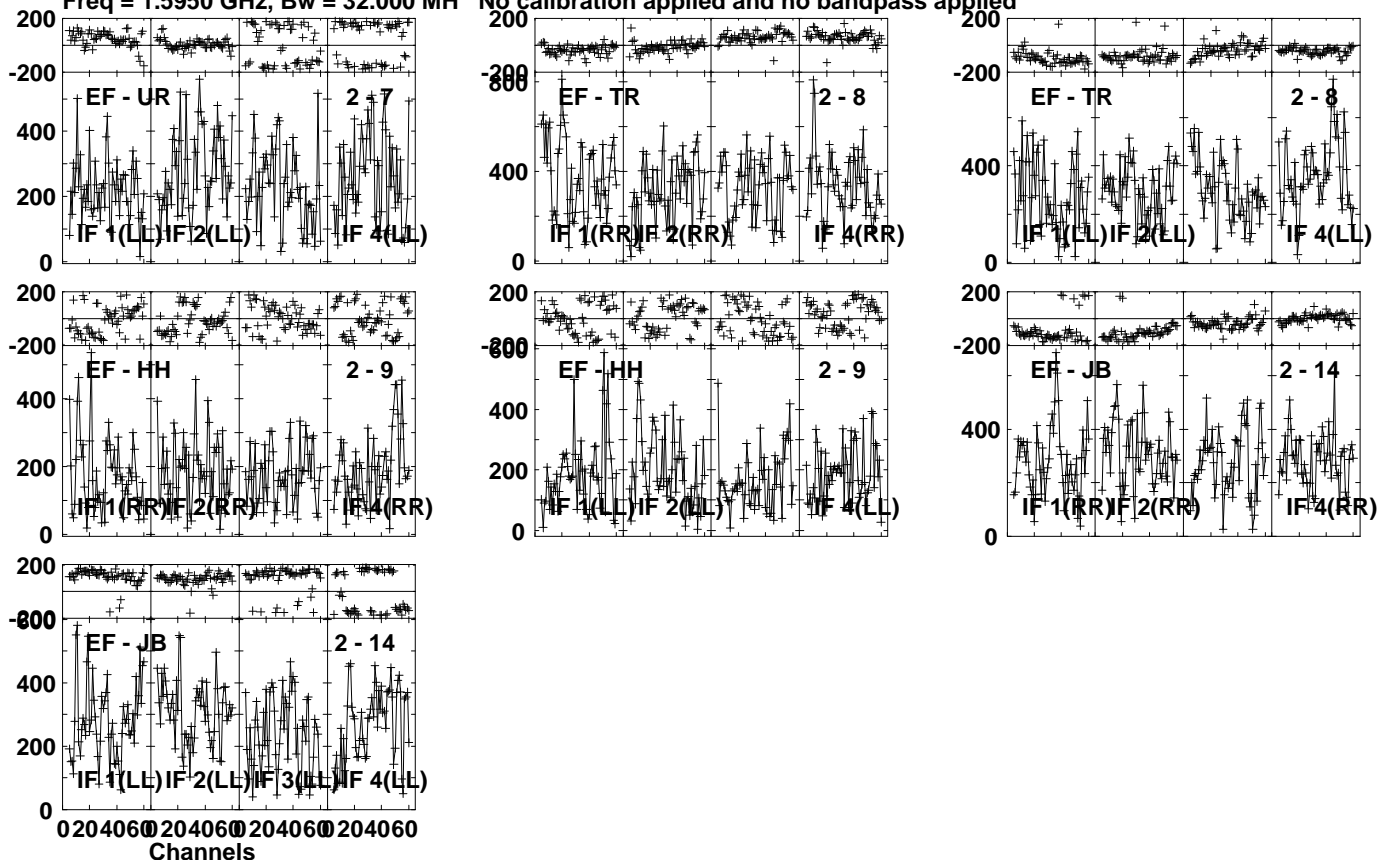 Freq = 1.5950 GHz, Bw = 32.000 MH No calibration applied and no bandpass applied
200 200 200
-200 -200 -200
800
EF - UR 2 - 7 EF - TR 2 - 8 EF - TR 2 - 8
400 400 400
200
IF 1(LL) IF 2(LL) IF 4(LL) IF 1(RR) IF 2(RR) IF 4(RR) IF 1(LL) IF 2(LL) IF 4(LL)
0 0 0
200 200 200
-200 -200 -200
600
EF - HH 2 - 9 EF - HH 2 - 9 EF - JB 2 - 14
400 400 400
200 200
IF 1(RR) IF 2(RR) IF 4(RR) IF 1(LL) IF 2(LL) IF 4(LL) IF 1(RR) IF 2(RR) IF 4(RR)
0 0 0
200
-200
600
EF - JB 2 - 14
400
200
IF 1(LL) IF 2(LL) IF 3(LL) IF 4(LL)
0
0 20 40 60 0 20 40 60 0 20 40 60 0 20 40 60
Channels